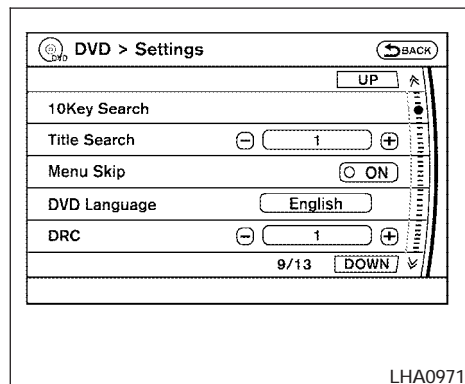 DVD DVD > Settings BACK
UP
10Key Search
Title Search 1
Menu Skip ON
DVD Language English
DRC 1
9/13 DOWN
LHA0971